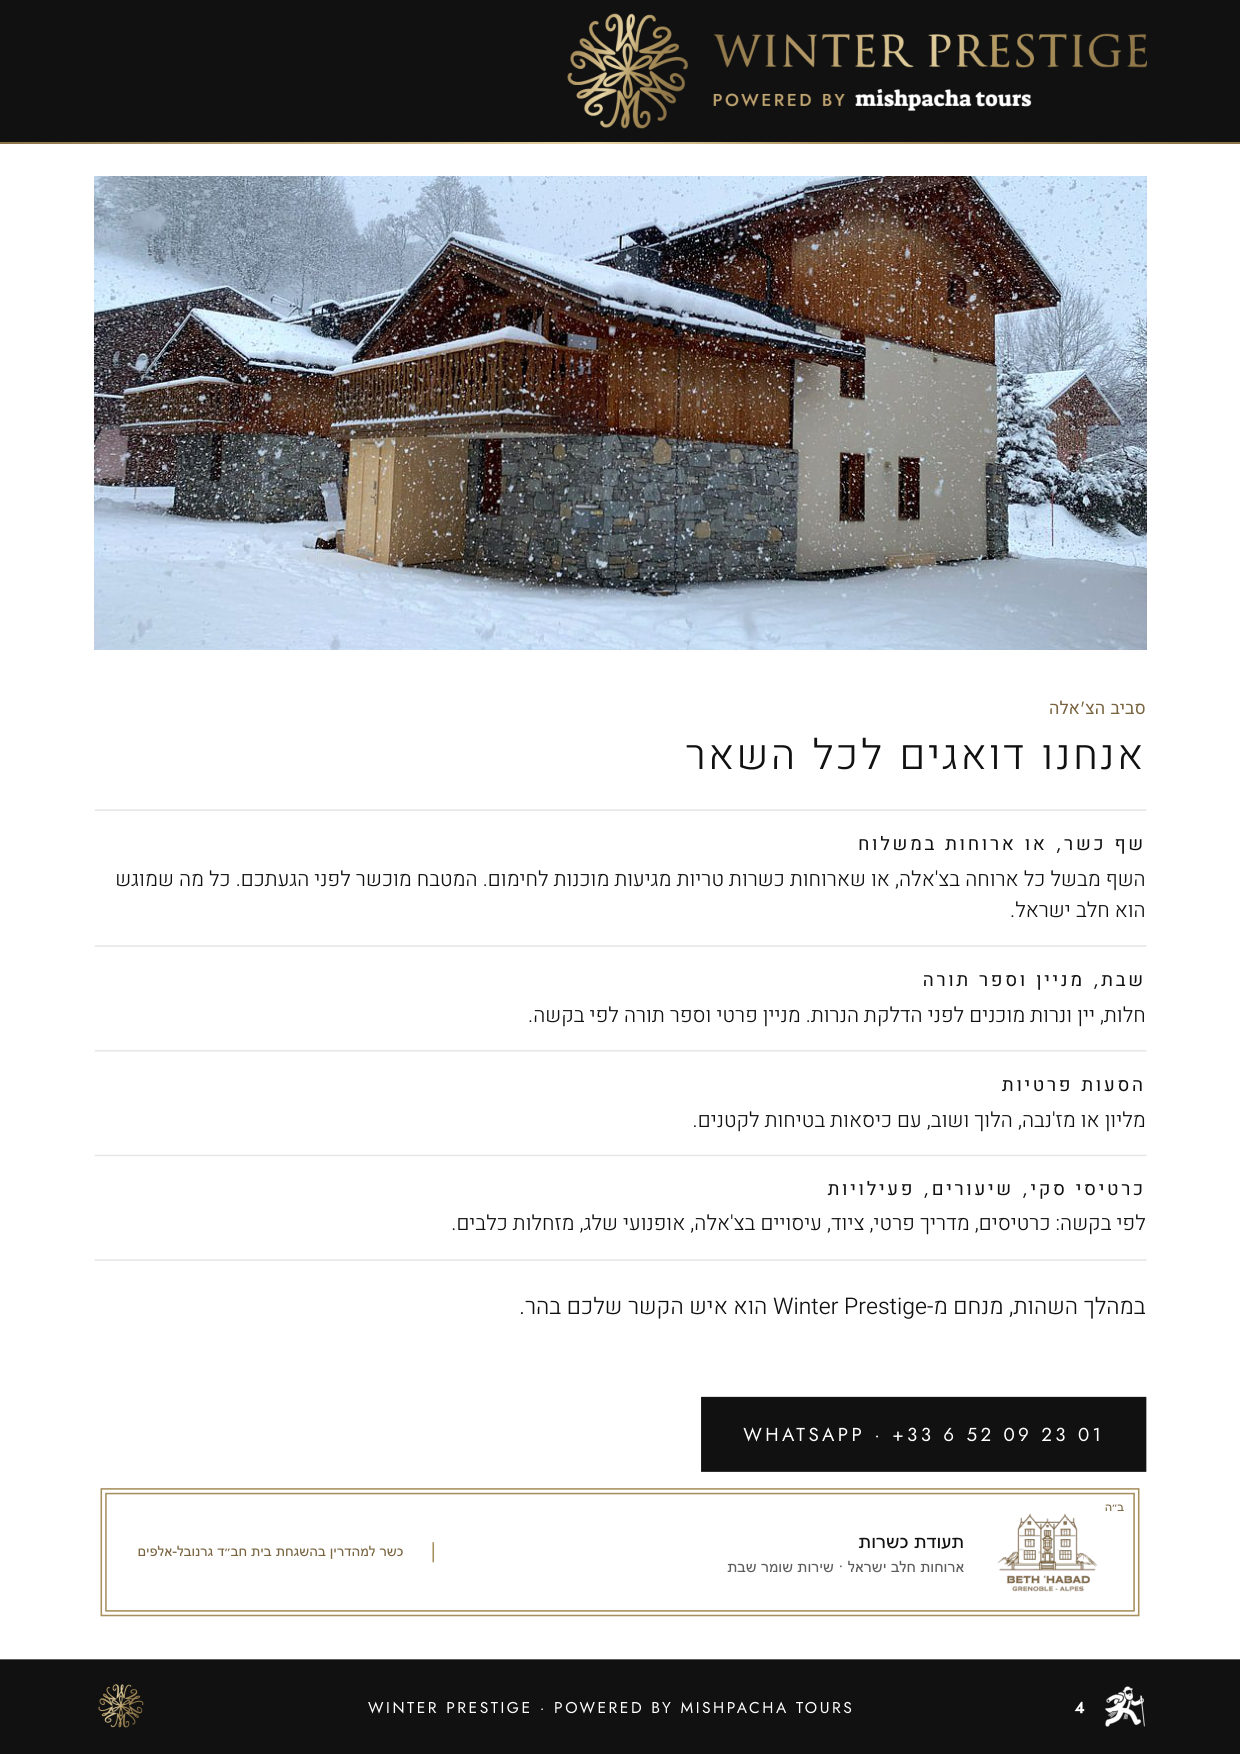 WINTER PRESTIGE
POWERED BY mishpacha tours
סביב הצ'אלה
אנחנו דואגים לכל השאר
שף כשר, או ארוחות במשלוח
השף מבשל כל ארוחה בצ'אלה, או שארוחות כשרות טריות מגיעות מוכנות לחימום. המטבח מוכשר לפני הגעתכם. כל מה שמוגש
הוא חלב ישראל.
שבת, מניין וספר תורה
חלות, יין ונרות מוכנים לפני הדלקת הנרות. מניין פרטי וספר תורה לפי בקשה.
הסעות פרטיות
מליון או מז'נבה, הלוך ושוב, עם כיסאות בטיחות לקטנים.
כרטיסי סקי, שיעורים, פעילויות
לפי בקשה: כרטיסים, מדריך פרטי, ציוד, עיסויים בצ'אלה, אופנועי שלג, מזחלות כלבים.
במהלך השהות, מנחם מ-Winter Prestige הוא איש הקשר שלכם בהר.
WHATSAPP · +33 6 52 09 23 01
ב״ה
BETH 'HABAD
GRENOBLE - ALPES
תעודת כשרות
ארוחות חלב ישראל · שירות שומר שבת
כשר למהדרין בהשגחת בית חב״ד גרנובל-אלפים
4
WINTER PRESTIGE · POWERED BY MISHPACHA TOURS